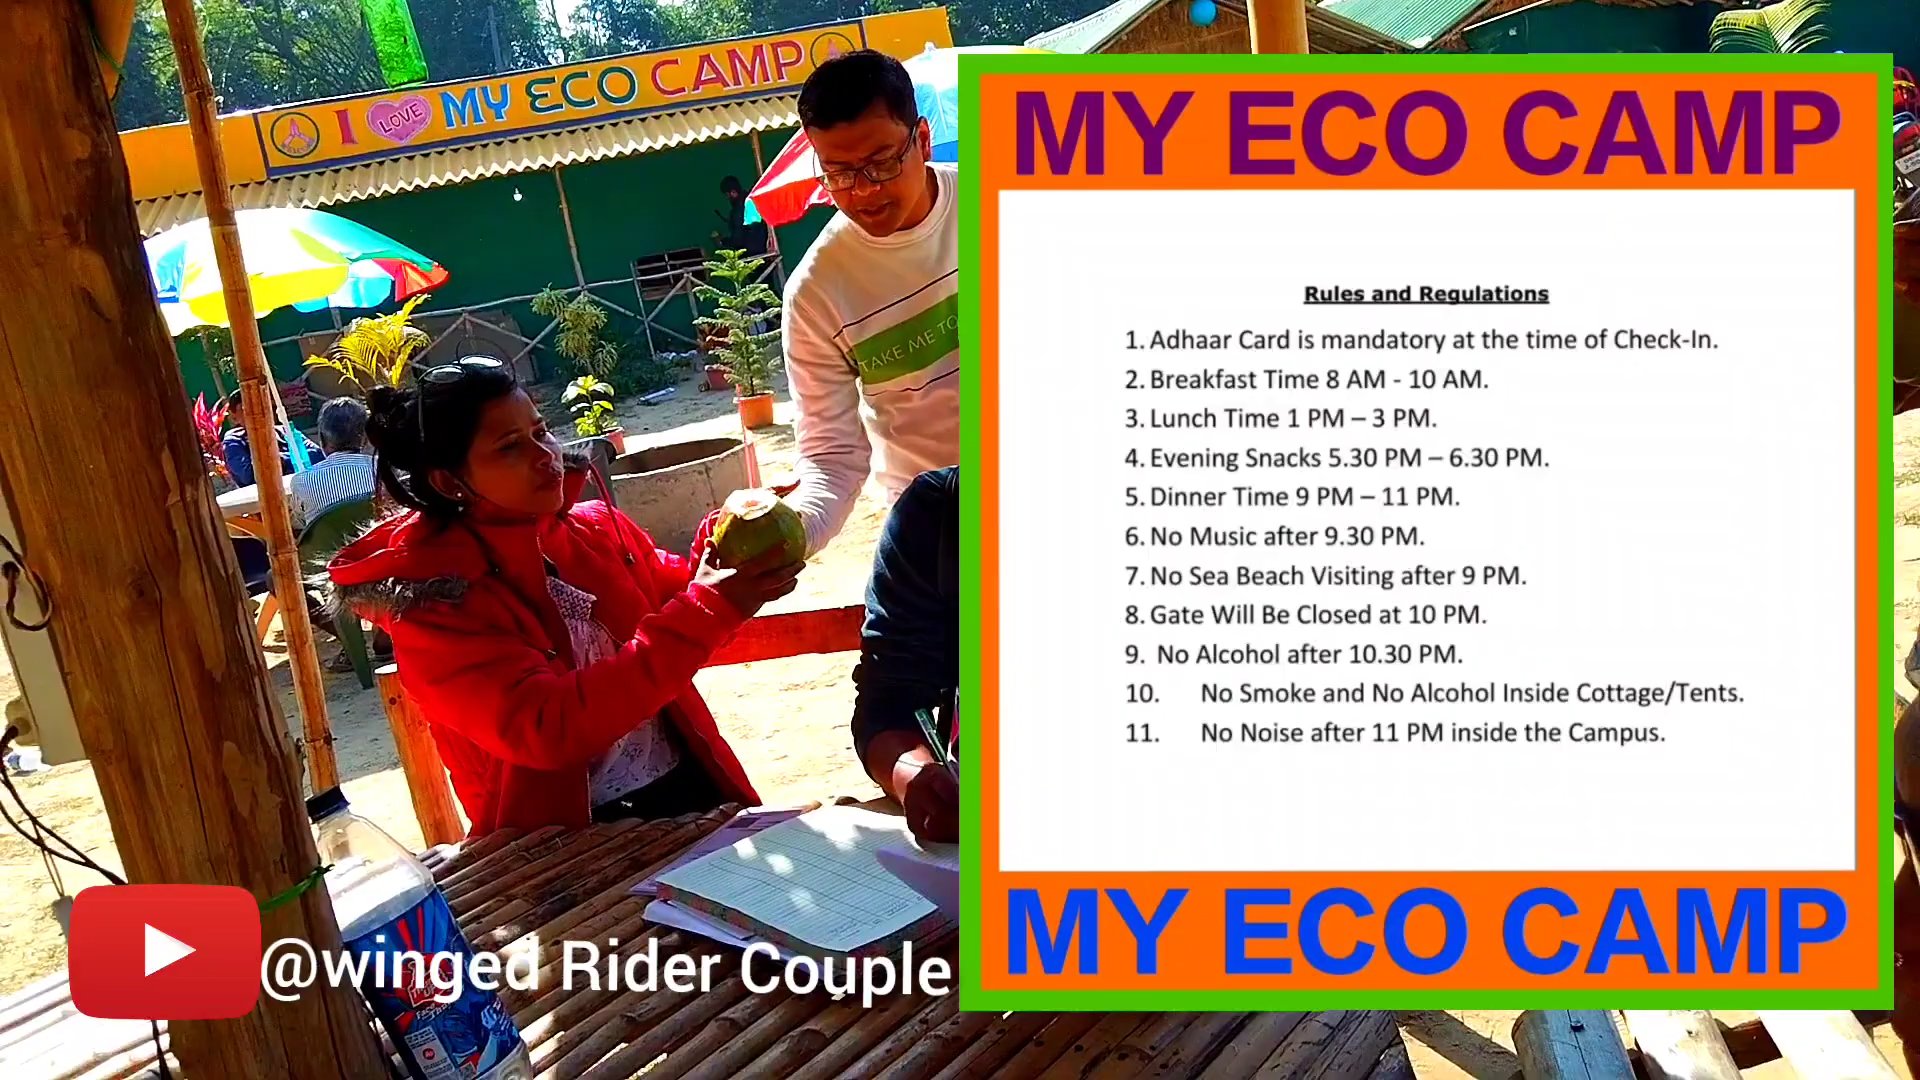 I LOVE MY ECO CAMP
TAKE ME TO
MY ECO CAMP
Rules and Regulations
1. Adhaar Card is mandatory at the time of Check-In.
2. Breakfast Time 8 AM - 10 AM.
3. Lunch Time 1 PM – 3 PM.
4. Evening Snacks 5.30 PM – 6.30 PM.
5. Dinner Time 9 PM – 11 PM.
6. No Music after 9.30 PM.
7. No Sea Beach Visiting after 9 PM.
8. Gate Will Be Closed at 10 PM.
9. No Alcohol after 10.30 PM.
10. No Smoke and No Alcohol Inside Cottage/Tents.
11. No Noise after 11 PM inside the Campus.
MY ECO CAMP
@winged Rider Couple